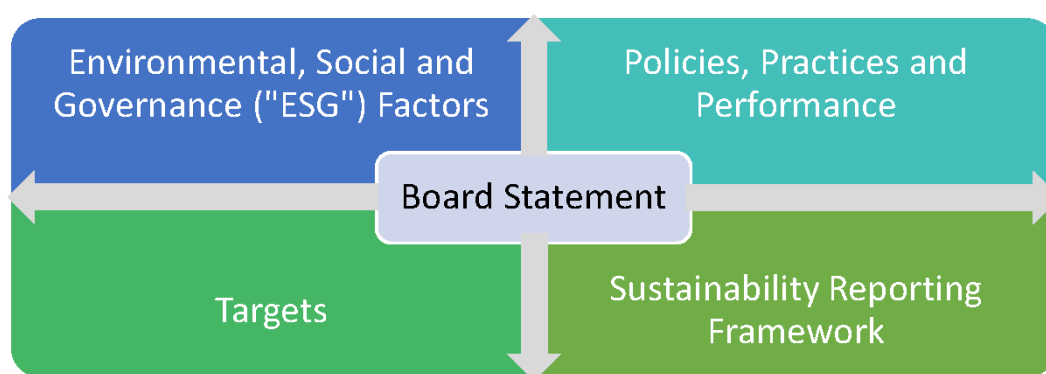 Environmental, Social and
Governance ("ESG") Factors
Policies, Practices and
Performance
Board Statement
Targets
Sustainability Reporting
Framework